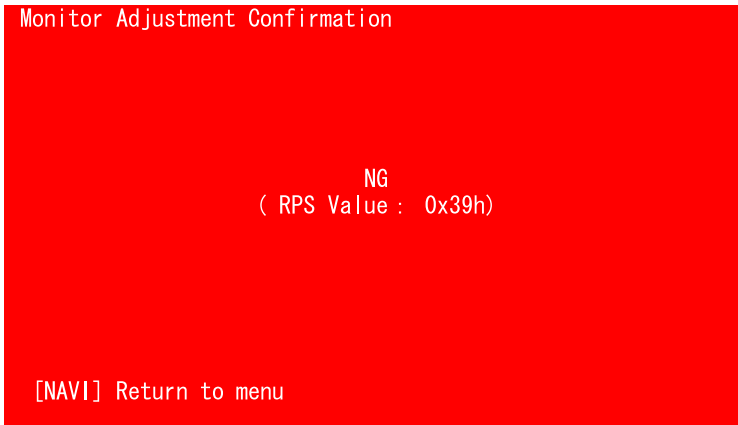 Monitor Adjustment Confirmation
NG
( RPS Value : 0x39h)
[NAVI] Return to menu